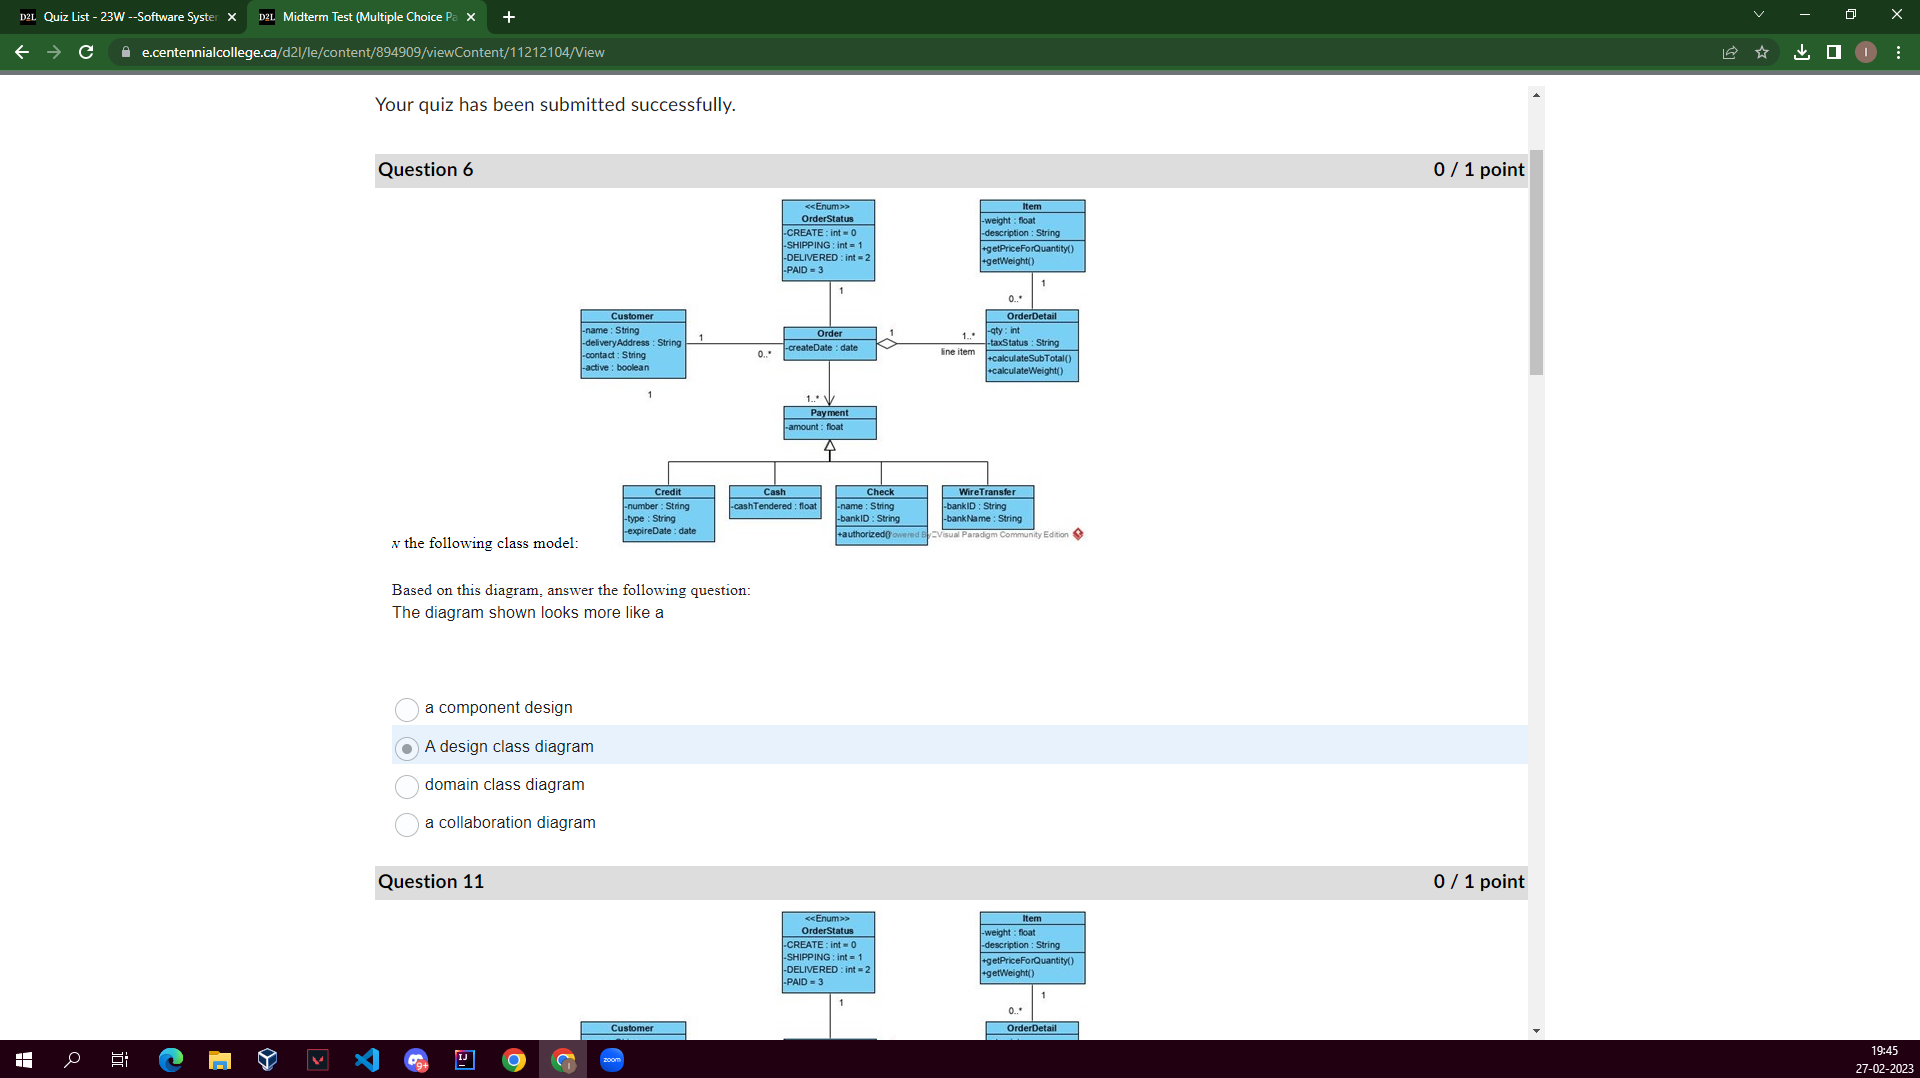 Quiz List - 23W --Software Syster
Midterm Test (Multiple Choice Pa
e.centennialcollege.ca/d2l/le/content/894909/viewContent/11212104/View
Your quiz has been submitted successfully.
Question 6
0 / 1 point
<<Enum>>
OrderStatus
-CREATE : int = 0
-SHIPPING : int = 1
-DELIVERED : int = 2
-PAID = 3
Item
-weight : float
-description : String
+getPriceForQuantity()
+getWeight()
1
1
0..*
Customer
-name : String
-deliveryAddress : String
-contact : String
-active : boolean
1
0..*
Order
-createDate : date
1
1..*
line item
OrderDetail
-qty : int
-taxStatus : String
+calculateSubTotal()
+calculateWeight()
1
1..*
Payment
-amount : float
Credit
-number : String
-type : String
-expireDate : date
Cash
-cashTendered : float
Check
-name : String
-bankID : String
+authorized()
WireTransfer
-bankID : String
-bankName : String
Powered By Visual Paradigm Community Edition
w the following class model:
Based on this diagram, answer the following question:
The diagram shown looks more like a
a component design
A design class diagram
domain class diagram
a collaboration diagram
Question 11
0 / 1 point
<<Enum>>
OrderStatus
-CREATE : int = 0
-SHIPPING : int = 1
-DELIVERED : int = 2
-PAID = 3
Item
-weight : float
-description : String
+getPriceForQuantity()
+getWeight()
1
1
0..*
Customer
OrderDetail
19:45
27-02-2023